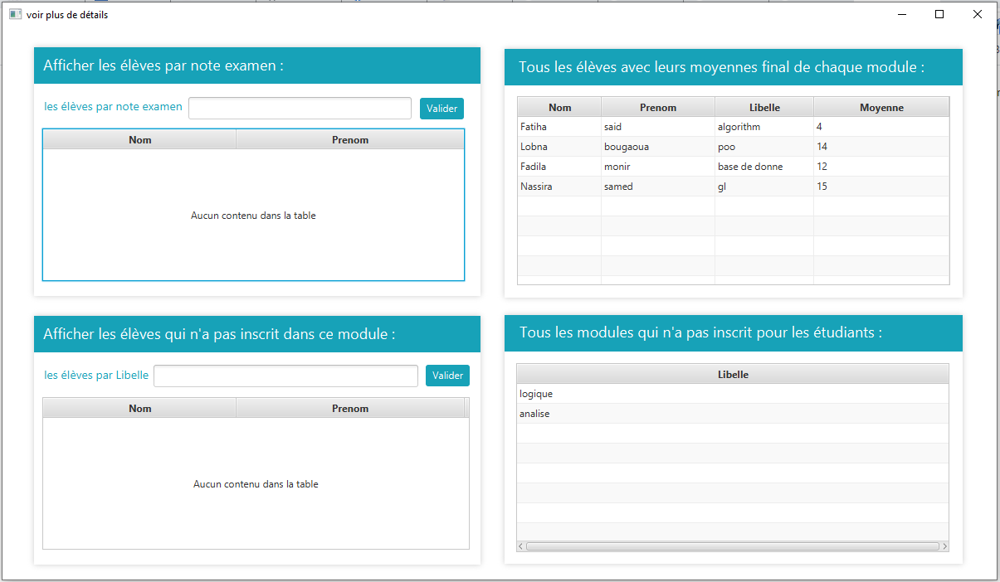 voir plus de détails
Afficher les élèves par note examen :
les élèves par note examen Valider
Nom Prenom
Aucun contenu dans la table
Tous les élèves avec leurs moyennes final de chaque module :
Nom Prenom Libelle Moyenne
Fatiha said algorithm 4
Lobna bougaoua poo 14
Fadila monir base de donne 12
Nassira samed gl 15
Afficher les élèves qui n'a pas inscrit dans ce module :
les élèves par Libelle Valider
Nom Prenom
Aucun contenu dans la table
Tous les modules qui n'a pas inscrit pour les étudiants :
Libelle
logique
analise